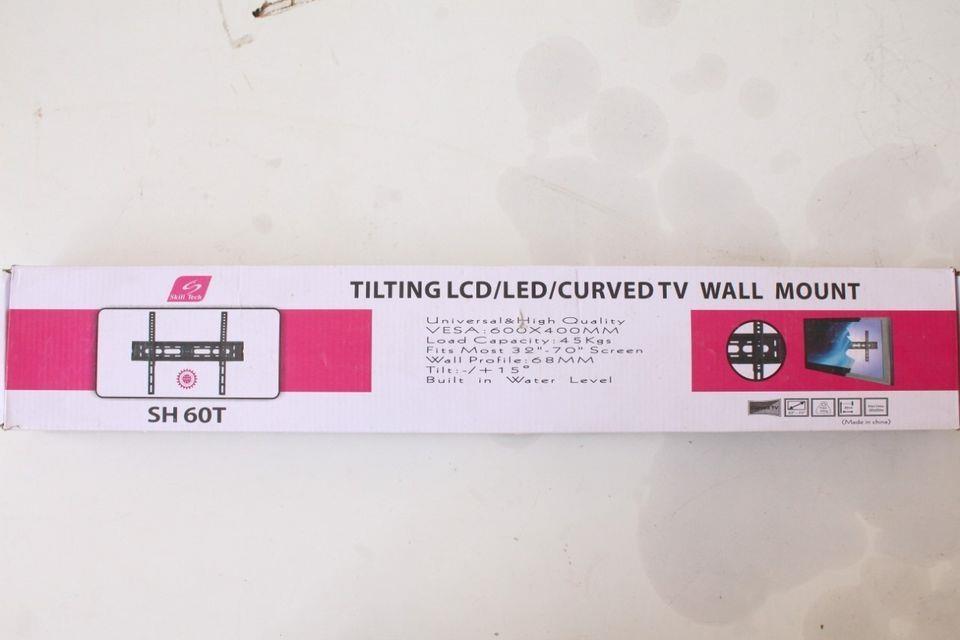 Skill Tech
SH 60T
TILTING LCD/LED/CURVED TV WALL MOUNT
Universal&High Quality
VESA:600X400MM
Load Capacity:45Kgs
Fits Most 32"-70" Screen
Wall Profile:68MM
Tilt:-/+15°
Built in Water Level
(Made in china)